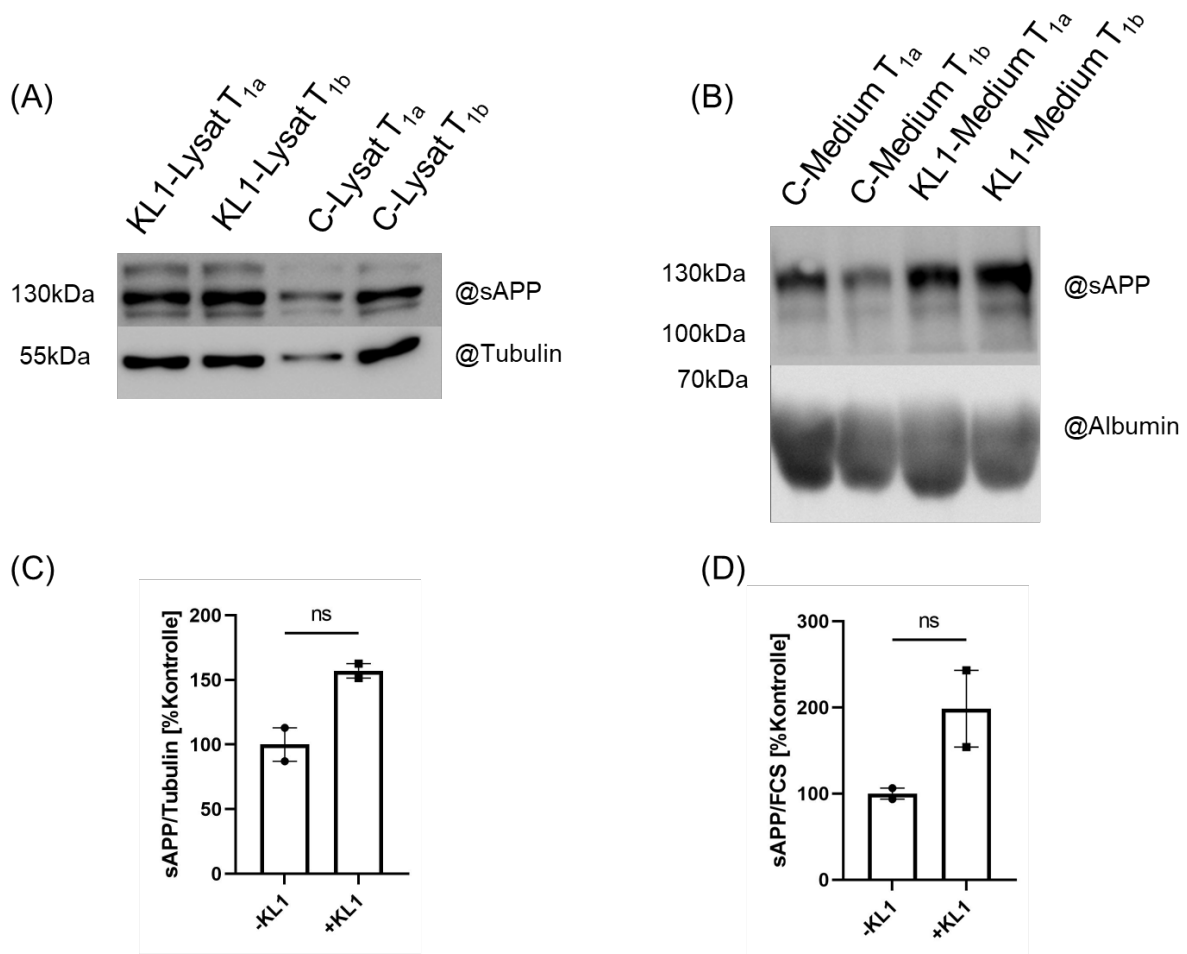 (A)
KL1-Lysat T1a
KL1-Lysat T1b
C-Lysat T1a
C-Lysat T1b
130kDa
@sAPP
55kDa
@Tubulin
(B)
C-Medium T1a
C-Medium T1b
KL1-Medium T1a
KL1-Medium T1b
130kDa
@sAPP
100kDa
70kDa
@Albumin
(C)
sAPP/Tubulin [%Kontrolle]
200
150
100
50
0
ns
-KL1
+KL1
(D)
sAPP/FCS [%Kontrolle]
300
200
100
0
ns
-KL1
+KL1